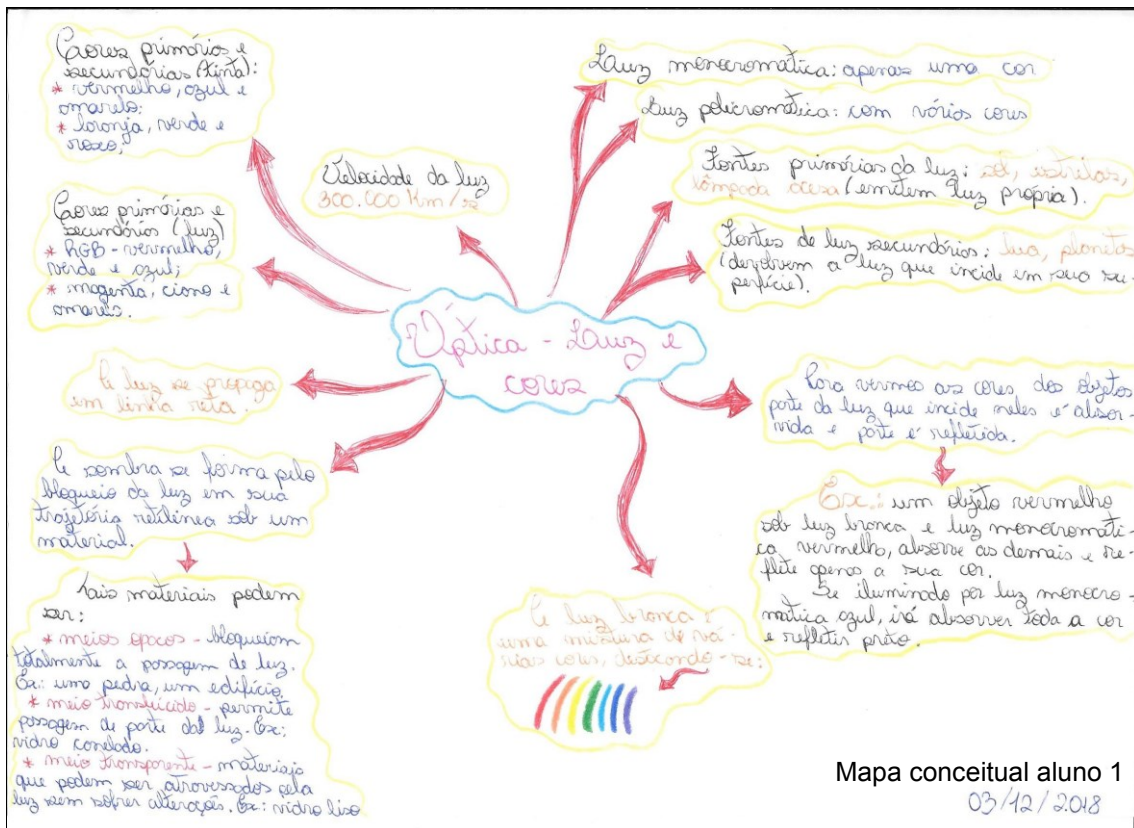 Cores primárias e
secundárias (tinta):
* vermelho, azul e
amarelo;
* laranja, verde e
roxo;
Velocidade da luz
300.000 Km/s
Luz monocromática: apenas uma cor
Luz policromática: com várias cores
Fontes primárias da luz: sol, estrelas,
lâmpada acesa (emitem luz própria).
Fontes de luz secundárias: lua, planetas
(devolvem a luz que incide em sua su-
perfície).
Cores primárias e
secundárias (luz)
* RGB - vermelho,
verde e azul;
* magenta, ciano e
amarelo.
Óptica - Luz e
cores
A luz se propaga
em linha reta.
Para vermos as cores dos objetos
parte da luz que incide neles é absor-
vida e parte é refletida.
A sombra se forma pelo
bloqueio da luz em sua
trajetória retilínea sob um
material.
Ex.: um objeto vermelho
sob luz branca e luz monocromáti-
ca vermelha, absorve as demais e re-
flete apenas a sua cor.
Se iluminado por luz monocro-
mática azul, irá absorver toda a cor
e refletir preto.
Tais materiais podem
ser:
* meios opacos - bloqueiam
totalmente a passagem de luz.
Ex.: uma pedra, um edifício.
* meio translúcido - permite
passagem de parte da luz. Ex.:
vidro canelado.
* meio transparente - materiais
que podem ser atravessados pela
luz sem sofrer alterações. Ex.: vidro liso
A luz branca é
uma mistura de vá-
rias cores, destacando-se:
Mapa conceitual aluno 1
03/12/2018